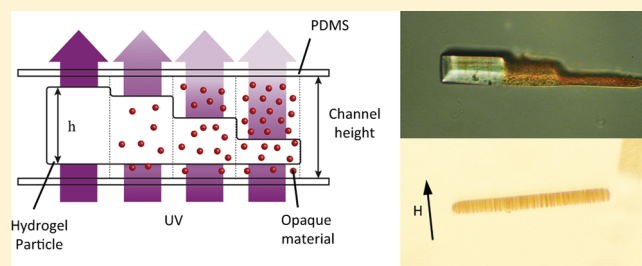 PDMS
h
Channel
height
Hydrogel
Particle
UV
Opaque
material
H